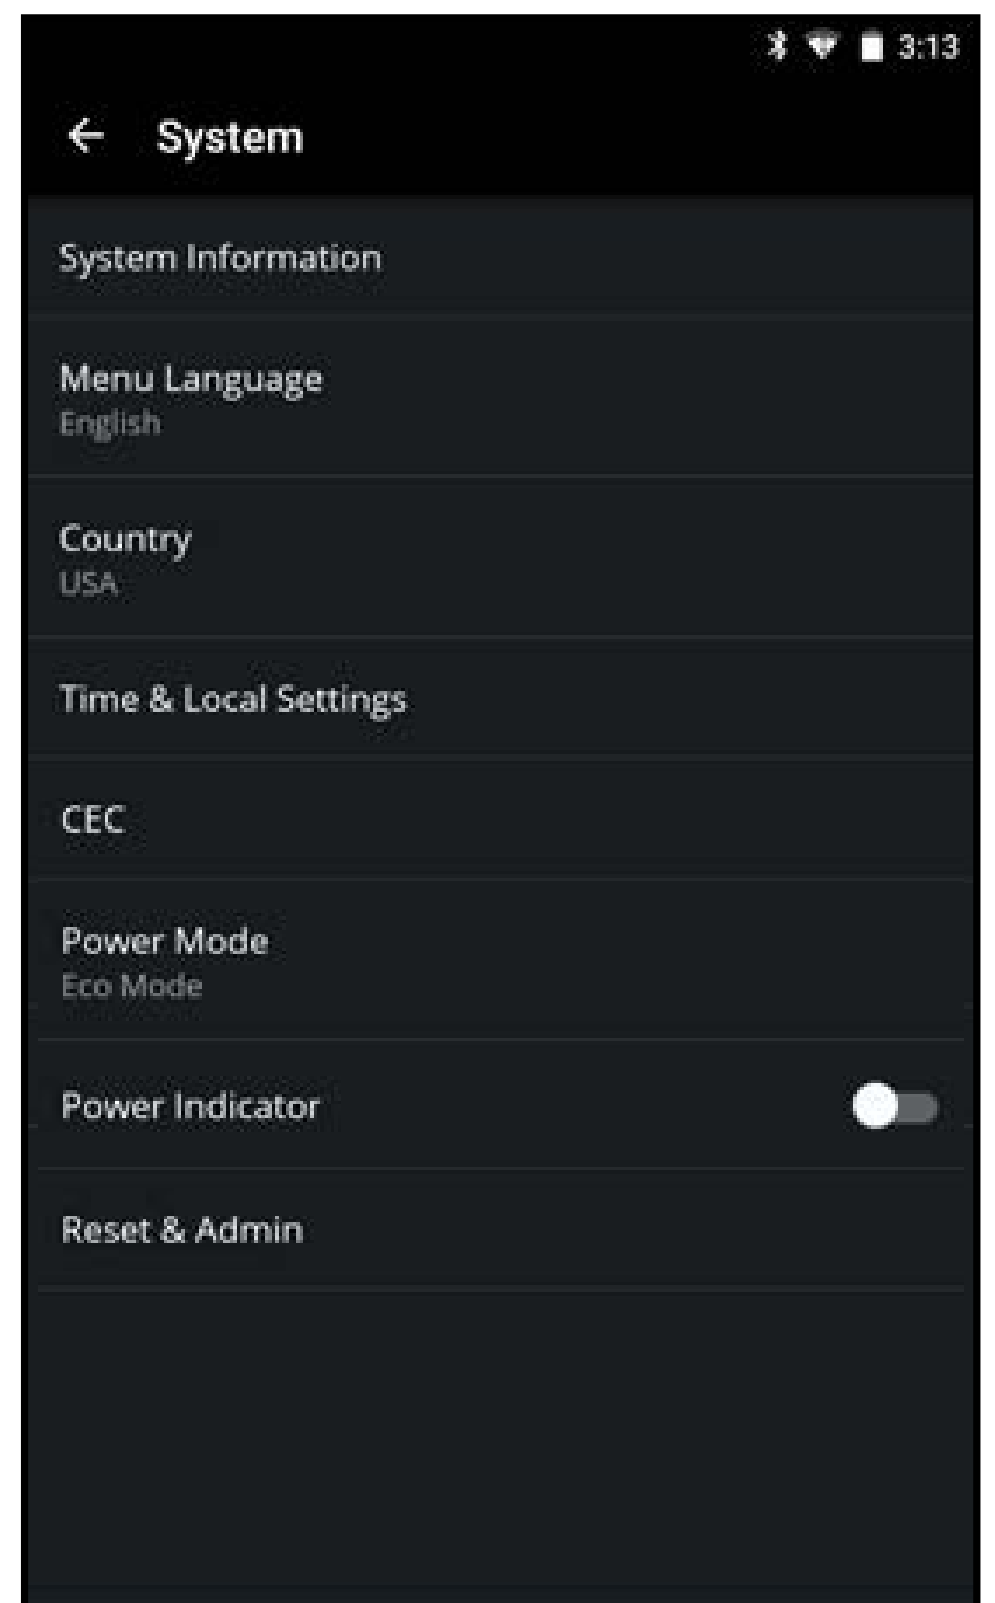 3:13
System
System Information
Menu Language
English
Country
USA
Time & Local Settings
CEC
Power Mode
Eco Mode
Power Indicator
Reset & Admin